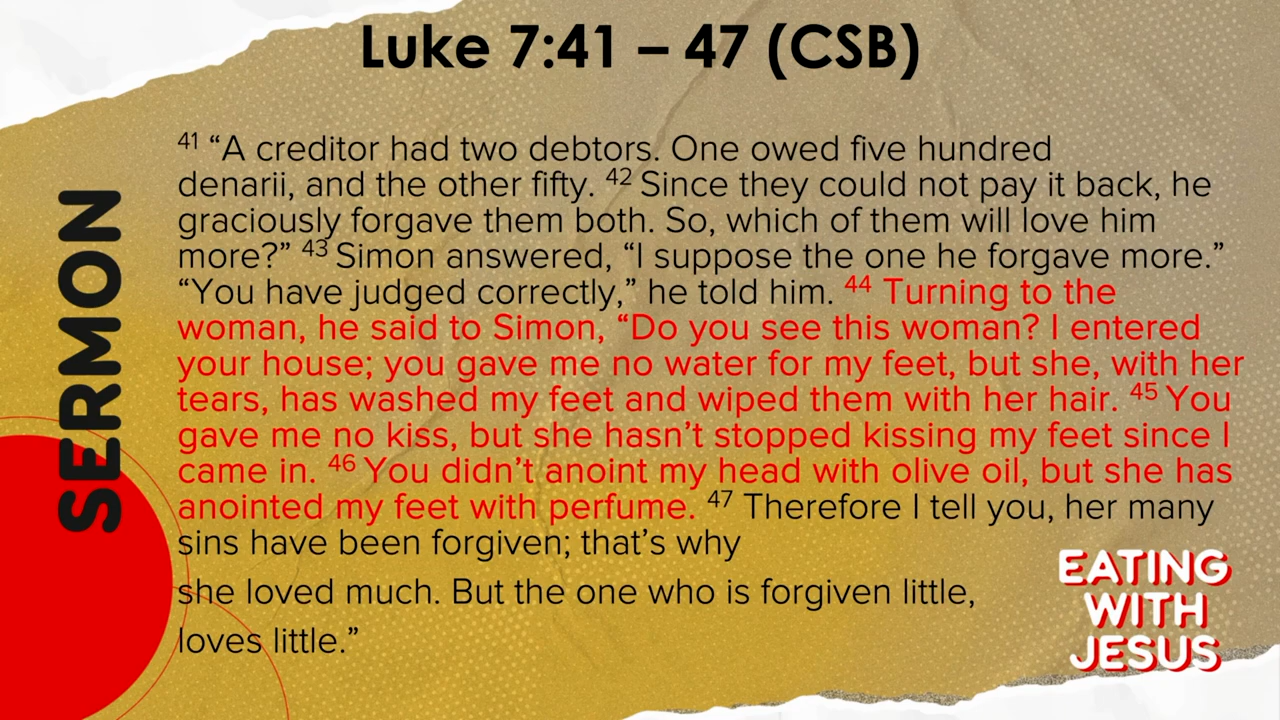 Luke 7:41 – 47 (CSB)
SERMON
⁴¹ “A creditor had two debtors. One owed five hundred
denarii, and the other fifty. ⁴² Since they could not pay it back, he
graciously forgave them both. So, which of them will love him
more?” ⁴³ Simon answered, “I suppose the one he forgave more.”
“You have judged correctly,” he told him. ⁴⁴ Turning to the
woman, he said to Simon, “Do you see this woman? I entered
your house; you gave me no water for my feet, but she, with her
tears, has washed my feet and wiped them with her hair. ⁴⁵ You
gave me no kiss, but she hasn’t stopped kissing my feet since I
came in. ⁴⁶ You didn’t anoint my head with olive oil, but she has
anointed my feet with perfume. ⁴⁷ Therefore I tell you, her many
sins have been forgiven; that’s why
she loved much. But the one who is forgiven little,
loves little.”
EATING
WITH
JESUS